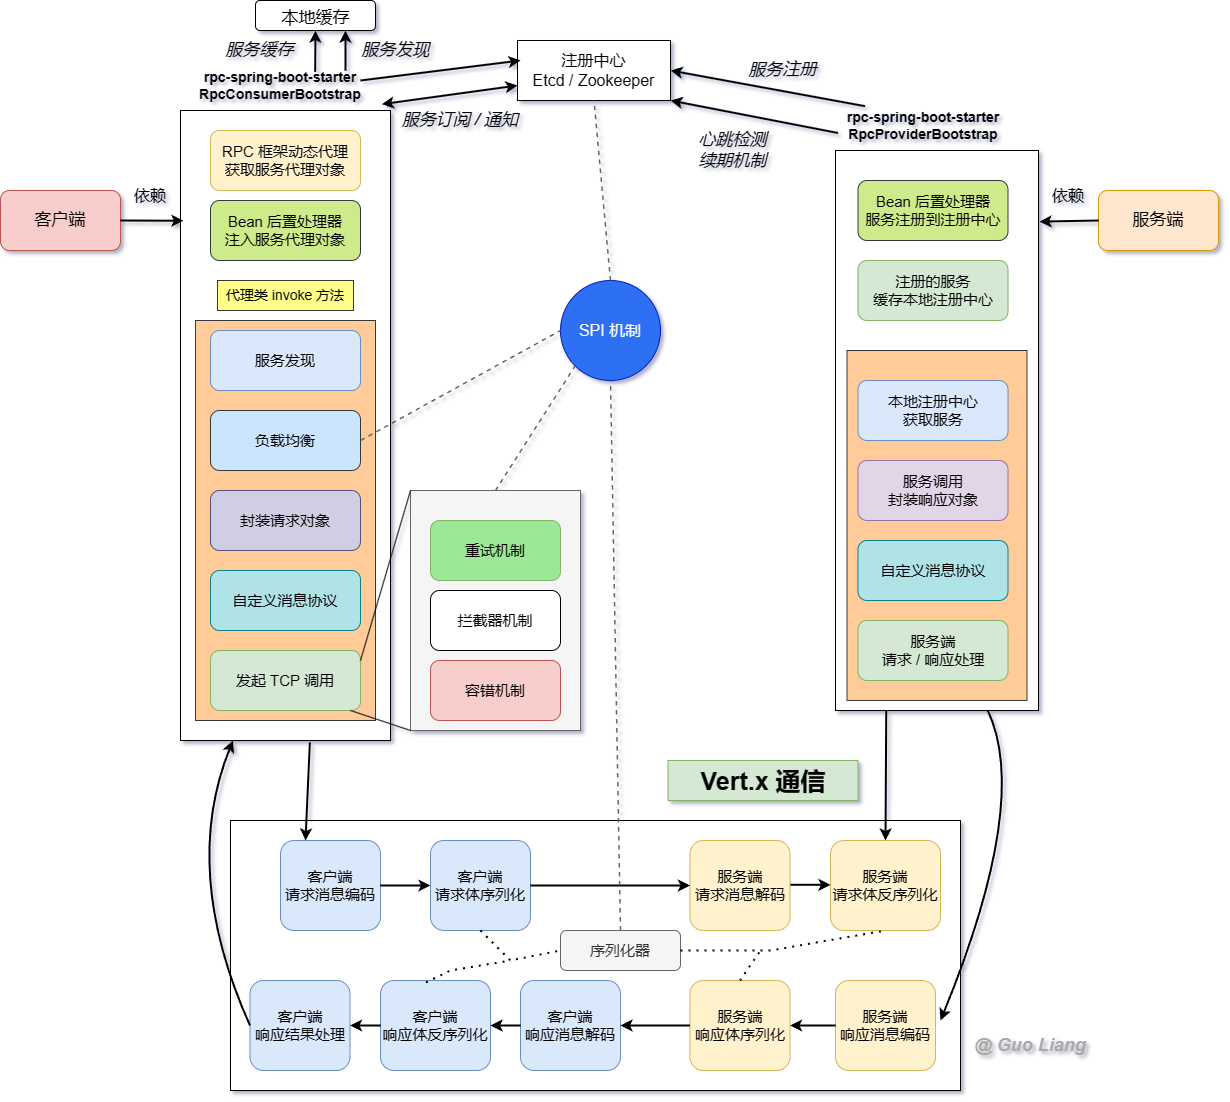 本地缓存
服务缓存
服务发现
rpc-spring-boot-starter
RpcConsumerBootstrap
注册中心
Etcd / Zookeeper
服务订阅 / 通知
服务注册
心跳检测
续期机制
rpc-spring-boot-starter
RpcProviderBootstrap
客户端
依赖
RPC 框架动态代理
获取服务代理对象
Bean 后置处理器
注入服务代理对象
代理类 invoke 方法
服务发现
负载均衡
封装请求对象
自定义消息协议
发起 TCP 调用
SPI 机制
重试机制
拦截器机制
容错机制
依赖
服务端
Bean 后置处理器
服务注册到注册中心
注册的服务
缓存本地注册中心
本地注册中心
获取服务
服务调用
封装响应对象
自定义消息协议
服务端
请求 / 响应处理
Vert.x 通信
客户端
请求消息编码
客户端
请求体序列化
服务端
请求消息解码
服务端
请求体反序列化
序列化器
客户端
响应结果处理
客户端
响应体反序列化
客户端
响应消息解码
服务端
响应体序列化
服务端
响应消息编码
@ Guo Liang